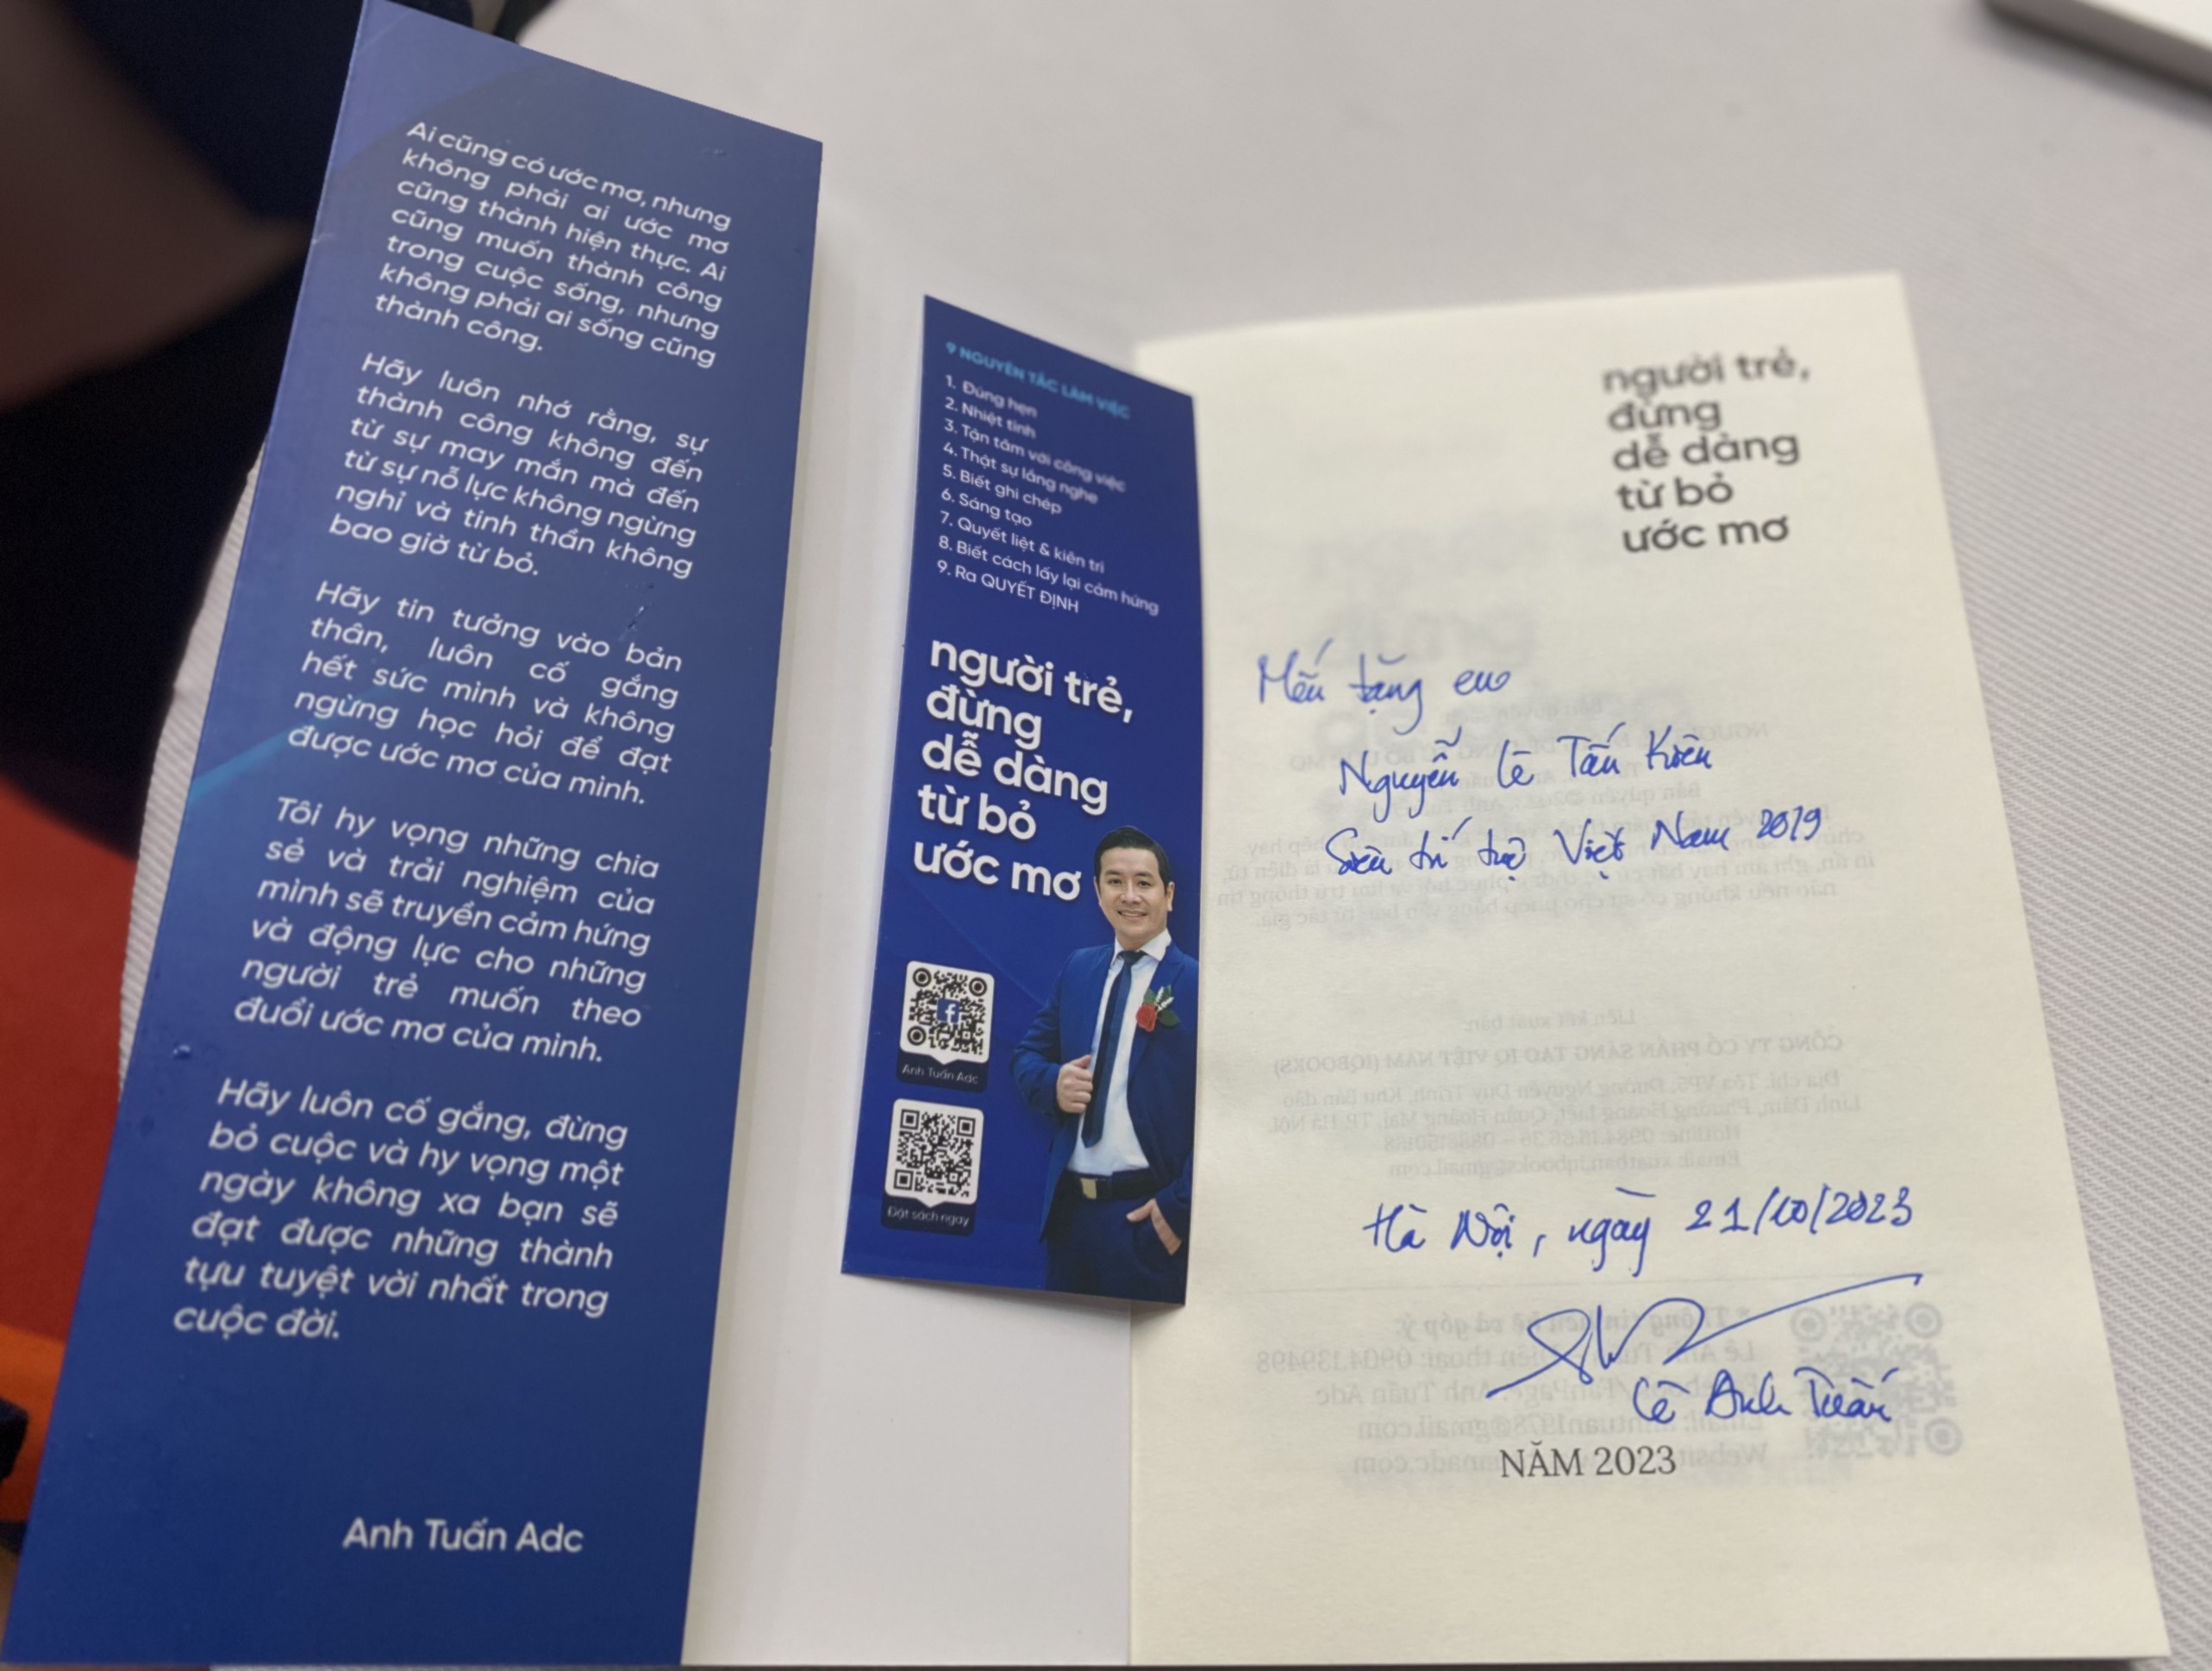 Ai cũng có ước mơ, nhưng
không phải ai ước mơ
cũng thành hiện thực. Ai
cũng muốn thành công
trong cuộc sống, nhưng
không phải ai sống cũng
thành công.
Hãy luôn nhớ rằng, sự
thành công không đến
từ sự may mắn mà đến
từ sự nỗ lực không ngừng
nghỉ và tinh thần không
bao giờ từ bỏ.
Hãy tin tưởng vào bản
thân, luôn cố gắng
hết sức mình và không
ngừng học hỏi để đạt
được ước mơ của mình.
Tôi hy vọng những chia
sẻ và trải nghiệm của
mình sẽ truyền cảm hứng
và động lực cho những
người trẻ muốn theo
đuổi ước mơ của mình.
Hãy luôn cố gắng, đừng
bỏ cuộc và hy vọng một
ngày không xa bạn sẽ
đạt được những thành
tựu tuyệt vời nhất trong
cuộc đời.
Anh Tuấn Adc
9 NGUYÊN TẮC LÀM VIỆC
1. Đúng hẹn
2. Nhiệt tình
3. Tận tâm với công việc
4. Thật sự lắng nghe
5. Biết ghi chép
6. Sáng tạo
7. Quyết liệt & kiên trì
8. Biết cách lấy lại cảm hứng
9. Ra QUYẾT ĐỊNH
người trẻ,
đừng
dễ dàng
từ bỏ
ước mơ
Anh Tuấn Adc
Đặt sách ngay
người trẻ,
đừng
dễ dàng
từ bỏ
ước mơ
Mến tặng em
Nguyễn Lê Tấn Kiên
Siêu trí tuệ Việt Nam 2019
Hà Nội, ngày 21/10/2023
Lê Anh Tuấn
NĂM 2023